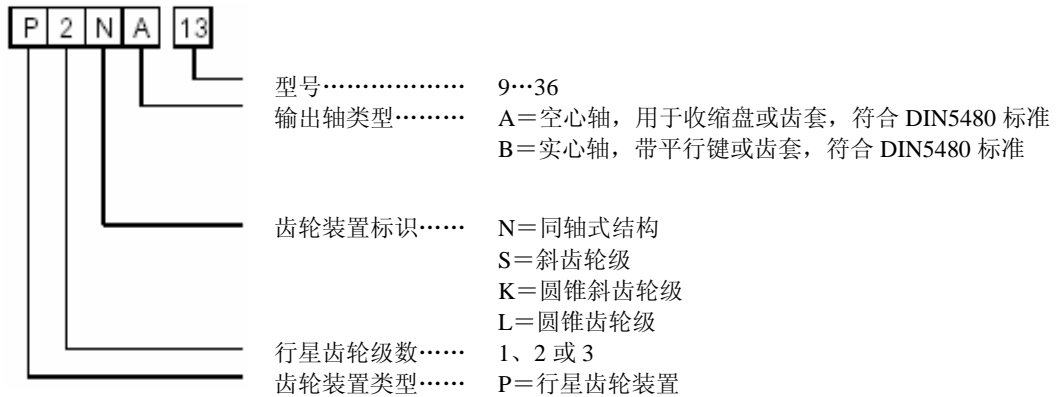 P 2 N A 13
型号……………… 9…36
输出轴类型……… A＝空心轴，用于收缩盘或齿套，符合 DIN5480 标准
B＝实心轴，带平行键或齿套，符合 DIN5480 标准
齿轮装置标识…… N＝同轴式结构
S＝斜齿轮级
K＝圆锥斜齿轮级
L＝圆锥齿轮级
行星齿轮级数…… 1、2 或 3
齿轮装置类型…… P＝行星齿轮装置